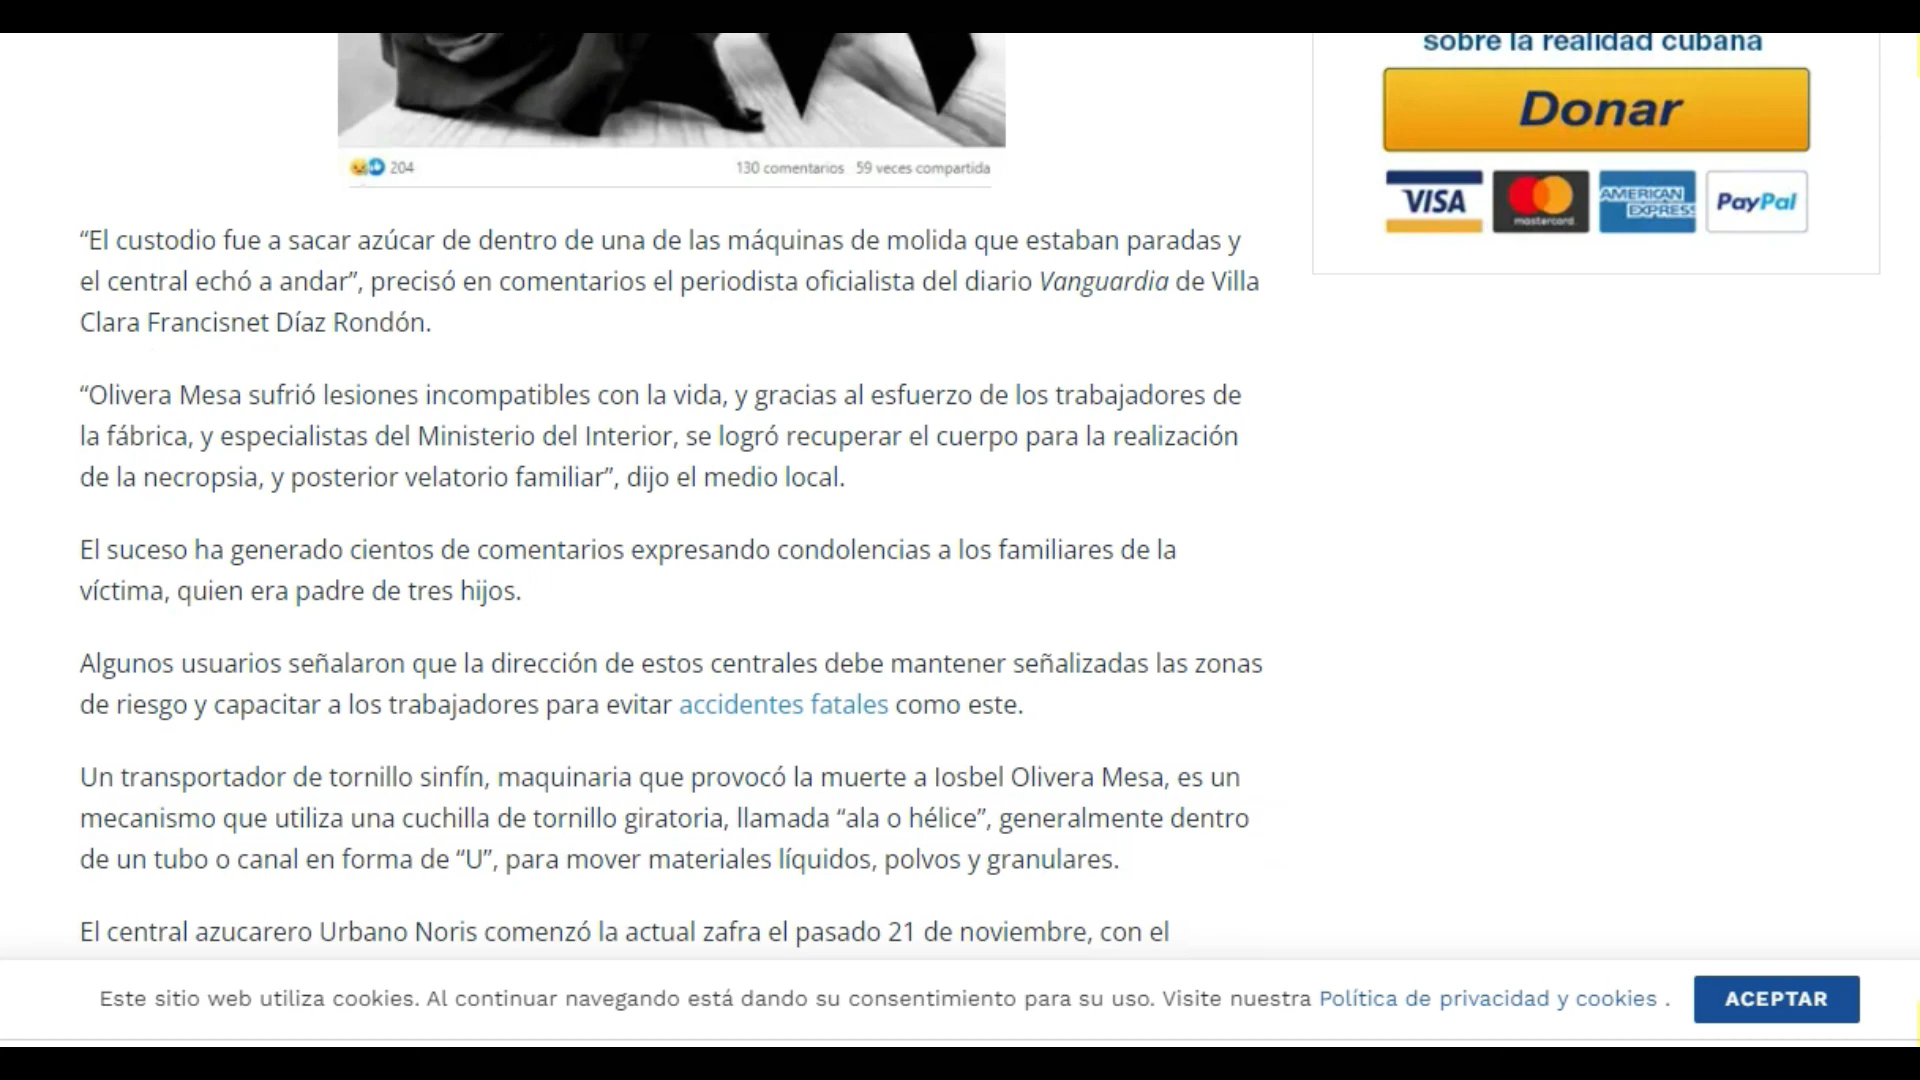 sobre la realidad cubana
Donar
VISA
mastercard
AMERICAN
EXPRESS
PayPal
204
130 comentarios 59 veces compartida
“El custodio fue a sacar azúcar de dentro de una de las máquinas de molida que estaban paradas y
el central echó a andar”, precisó en comentarios el periodista oficialista del diario Vanguardia de Villa
Clara Francisnet Díaz Rondón.
“Olivera Mesa sufrió lesiones incompatibles con la vida, y gracias al esfuerzo de los trabajadores de
la fábrica, y especialistas del Ministerio del Interior, se logró recuperar el cuerpo para la realización
de la necropsia, y posterior velatorio familiar”, dijo el medio local.
El suceso ha generado cientos de comentarios expresando condolencias a los familiares de la
víctima, quien era padre de tres hijos.
Algunos usuarios señalaron que la dirección de estos centrales debe mantener señalizadas las zonas
de riesgo y capacitar a los trabajadores para evitar accidentes fatales como este.
Un transportador de tornillo sinfín, maquinaria que provocó la muerte a Iosbel Olivera Mesa, es un
mecanismo que utiliza una cuchilla de tornillo giratoria, llamada “ala o hélice”, generalmente dentro
de un tubo o canal en forma de “U”, para mover materiales líquidos, polvos y granulares.
El central azucarero Urbano Noris comenzó la actual zafra el pasado 21 de noviembre, con el
Este sitio web utiliza cookies. Al continuar navegando está dando su consentimiento para su uso. Visite nuestra Política de privacidad y cookies .
ACEPTAR